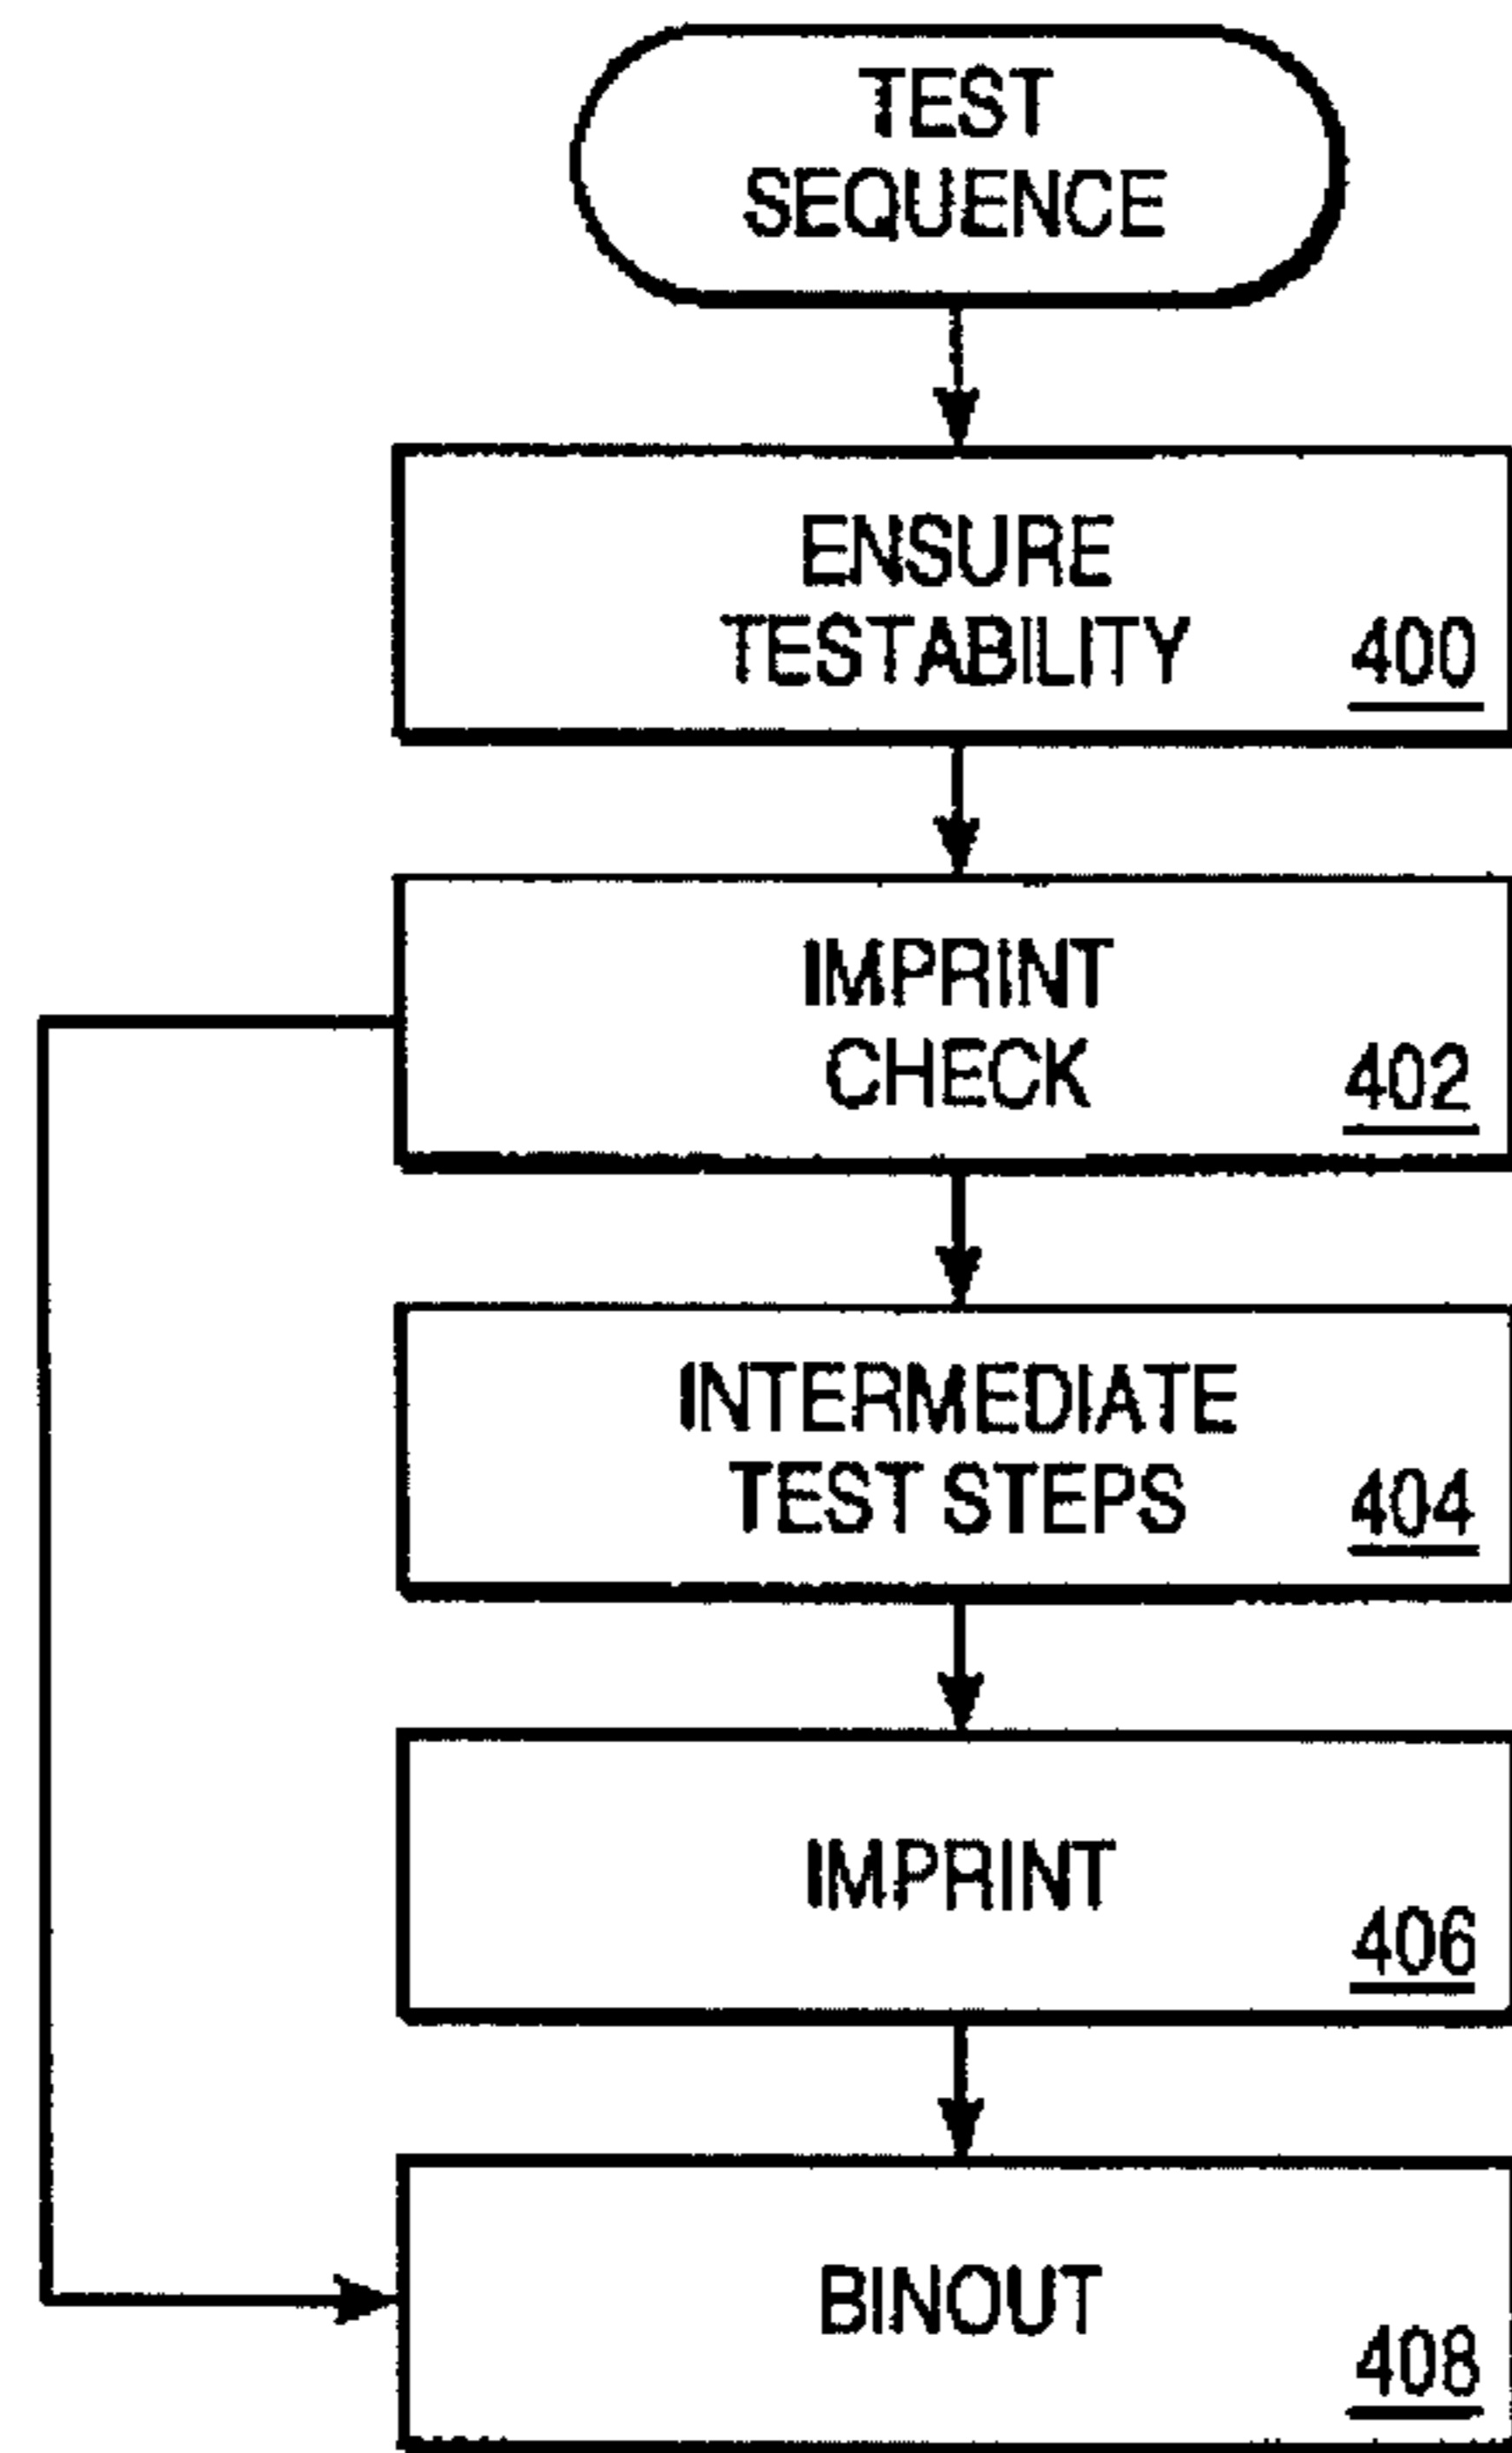 TEST
SEQUENCE
ENSURE
TESTABILITY
400
IMPRINT
CHECK
402
INTERMEDIATE
TEST STEPS
404
IMPRINT
406
BINOUT
408